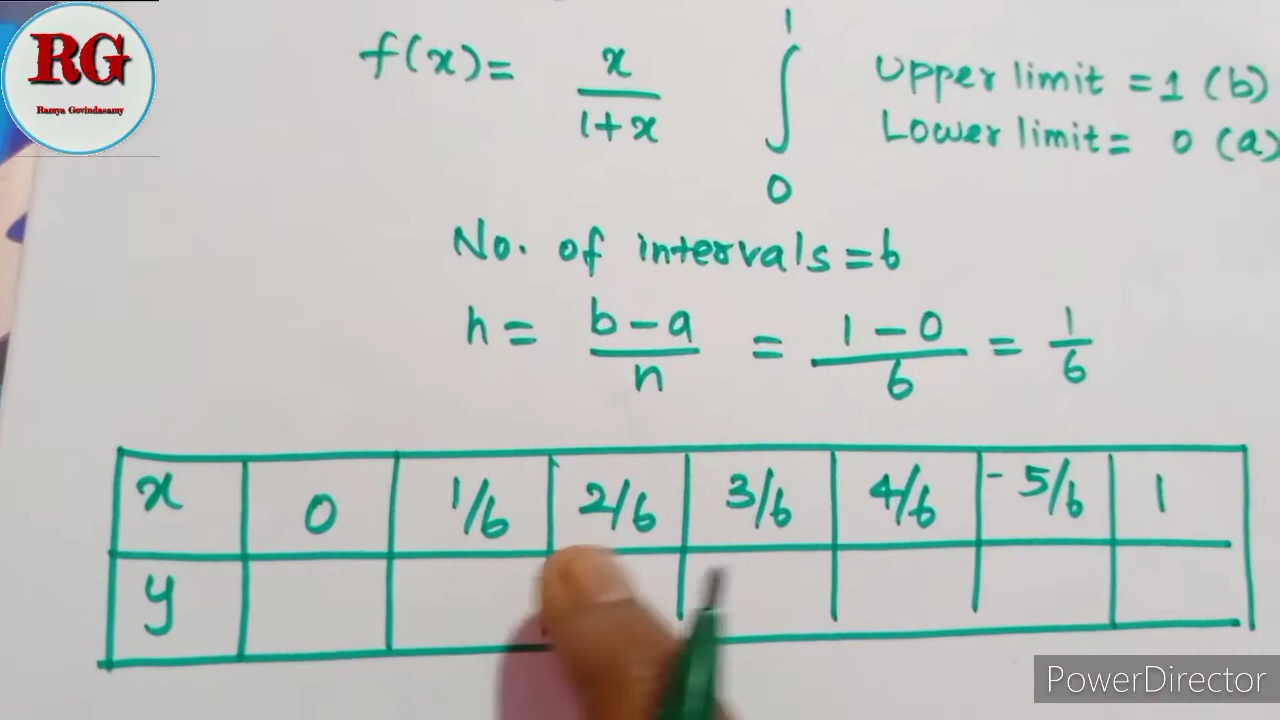 RG
Ramya Govindasamy
f(x) = x / 1+x ∫ 1 0
Upper limit = 1 (b)
Lower limit = 0 (a)
No. of intervals = 6
h = b - a / n = 1 - 0 / 6 = 1/6
x 0 1/6 2/6 3/6 4/6 - 5/6 1
y
PowerDirector